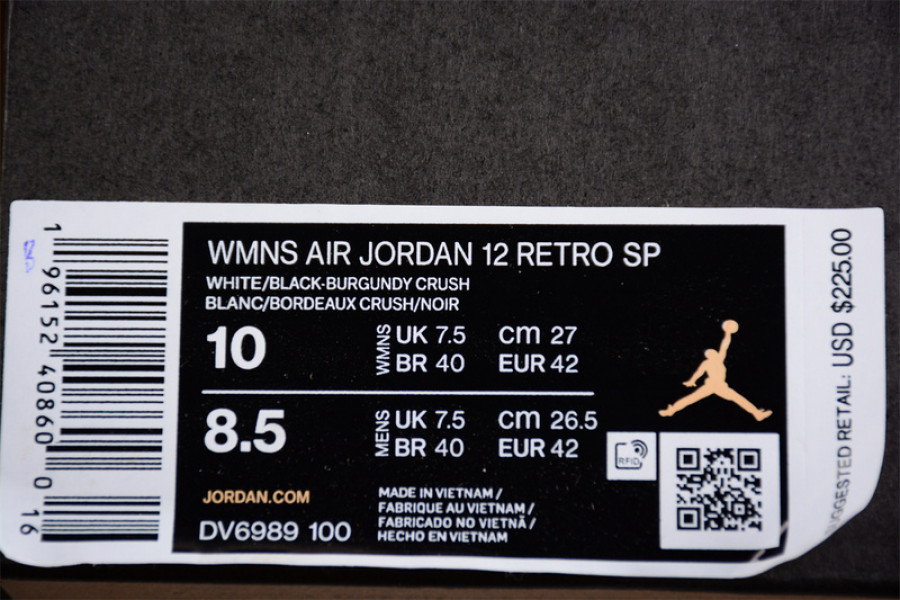 WMNS AIR JORDAN 12 RETRO SP
WHITE/BLACK-BURGUNDY CRUSH
BLANC/BORDEAUX CRUSH/NOIR
10
WMNS
UK 7.5 CM 27
BR 40 EUR 42
8.5
MENS
UK 7.5 CM 26.5
BR 40 EUR 42
RFID
JORDAN.COM
DV6989 100
MADE IN VIETNAM /
FABRIQUE AU VIETNAM /
FABRICADO NO VIETNÃ /
HECHO EN VIETNAM
1 96152 40860 0 16
SUGGESTED RETAIL: USD $225.00